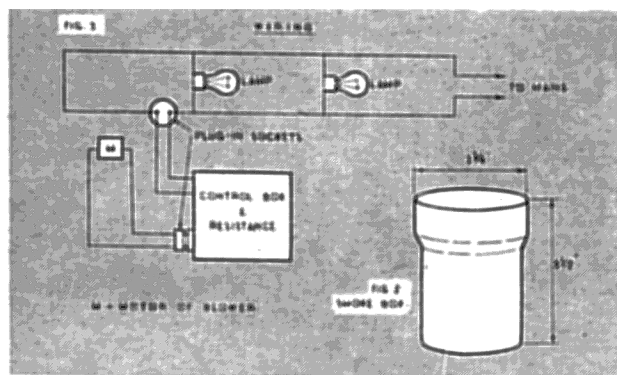 FIG. 3
WIRING
LAMP
LAMP
TO MAINS
PLUG-IN SOCKETS
M
CONTROL BOX
&
RESISTANCE
FIG 2
SMOKE BOX
M = MOTOR OF BLOWER